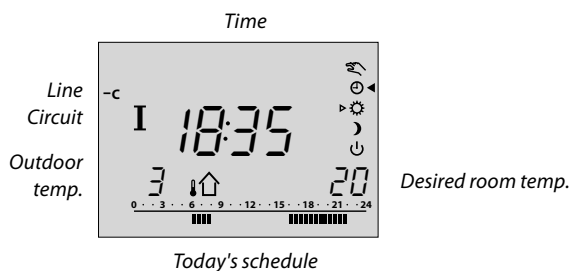 Time
Line
Circuit
Outdoor
temp.
-C
I
18:35
3
20
0 · · 3 · · 6 · · 9 · · 12 · · 15 · · 18 · · 21 · · 24
Desired room temp.
Today's schedule